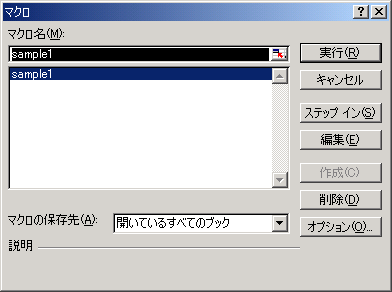 マクロ
マクロ名(M):
sample1
sample1
実行(R)
キャンセル
ステップ イン(S)
編集(E)
作成(C)
削除(D)
オプション(O)...
マクロの保存先(A):
開いているすべてのブック
説明